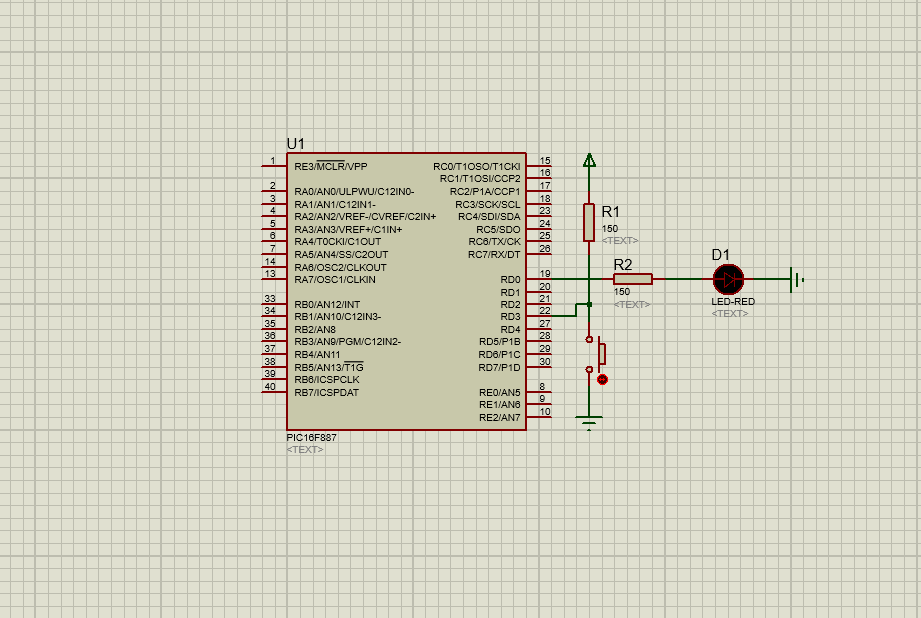 U1
1 RE3/MCLR/VPP
2 RA0/AN0/ULPWU/C12IN0-
3 RA1/AN1/C12IN1-
4 RA2/AN2/VREF-/CVREF/C2IN+
5 RA3/AN3/VREF+/C1IN+
6 RA4/T0CKI/C1OUT
7 RA5/AN4/SS/C2OUT
14 RA6/OSC2/CLKOUT
13 RA7/OSC1/CLKIN
33 RB0/AN12/INT
34 RB1/AN10/C12IN3-
35 RB2/AN8
36 RB3/AN9/PGM/C12IN2-
37 RB4/AN11
38 RB5/AN13/T1G
39 RB6/ICSPCLK
40 RB7/ICSPDAT
RC0/T1OSO/T1CKI 15
RC1/T1OSI/CCP2 16
RC2/P1A/CCP1 17
RC3/SCK/SCL 18
RC4/SDI/SDA 23
RC5/SDO 24
RC6/TX/CK 25
RC7/RX/DT 26
RD0 19
RD1 20
RD2 21
RD3 22
RD4 27
RD5/P1B 28
RD6/P1C 29
RD7/P1D 30
RE0/AN5 8
RE1/AN6 9
RE2/AN7 10
PIC16F887
<TEXT>
R1
150
<TEXT>
R2
150
<TEXT>
D1
LED-RED
<TEXT>